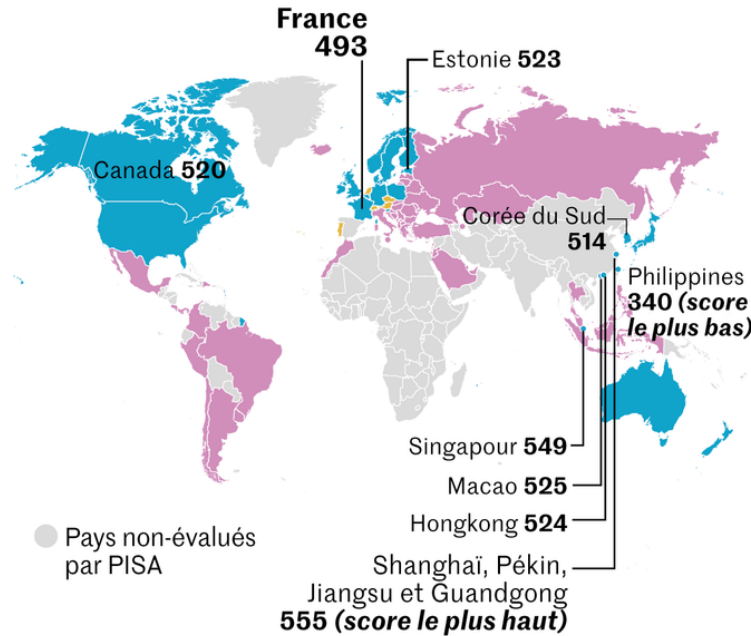 France
493
Estonie 523
Canada 520
Corée du Sud
514
Philippines
340 (score
le plus bas)
Singapour 549
Macao 525
Hongkong 524
Pays non-évalués
par PISA
Shanghaï, Pékin,
Jiangsu et Guandgong
555 (score le plus haut)